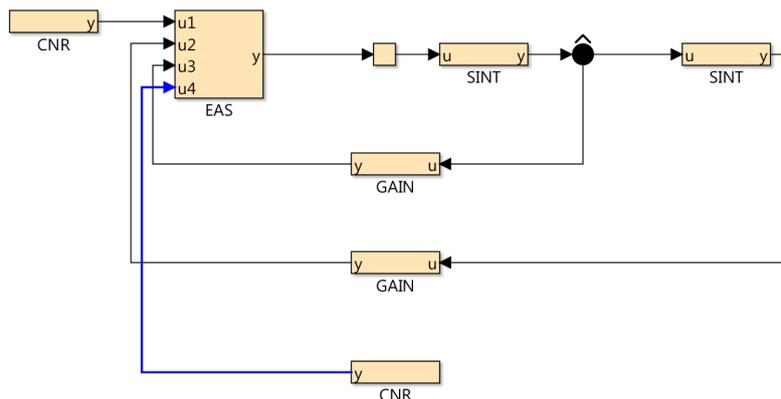 y
CNR
u1
u2
u3
u4
y
EAS
u y
SINT
u y
SINT
y u
GAIN
y u
GAIN
y
CNR